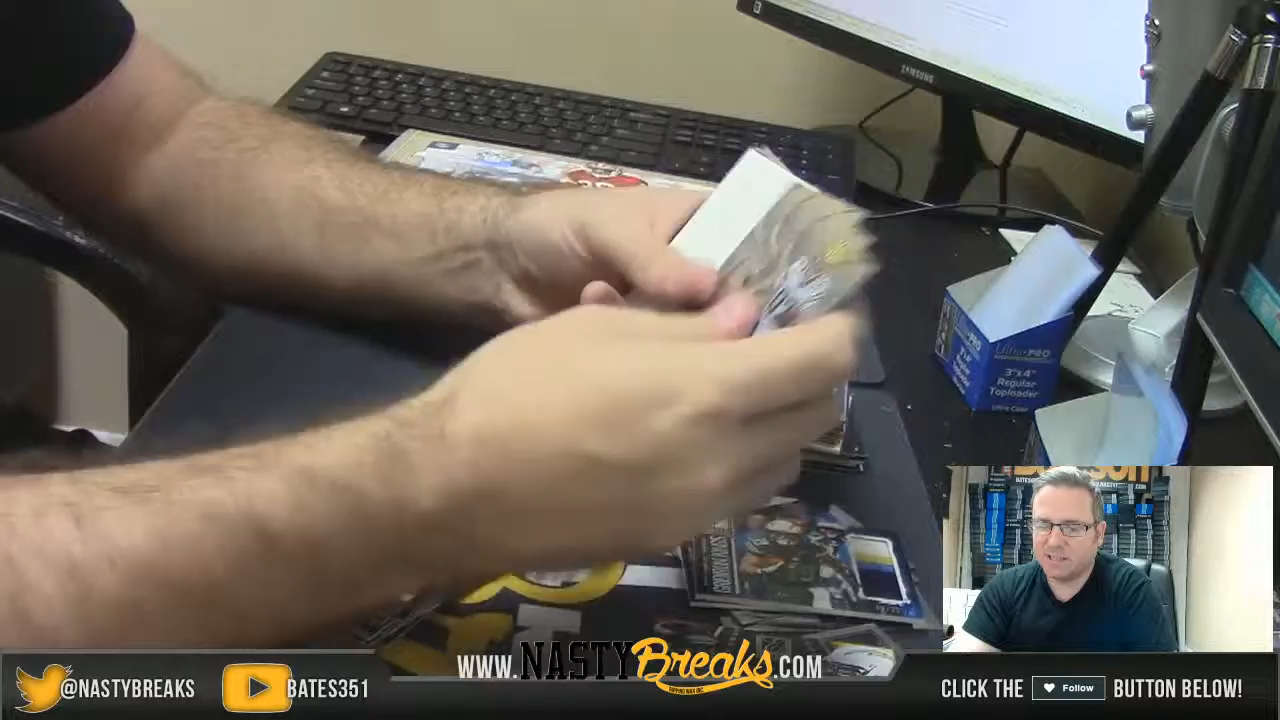 SAMSUNG
Ultra•PRO
3"x4"
Regular
Toploader
@NASTYBREAKS
BATES351
WWW.NASTYBreaks.COM
CLICK THE
Follow
BUTTON BELOW!